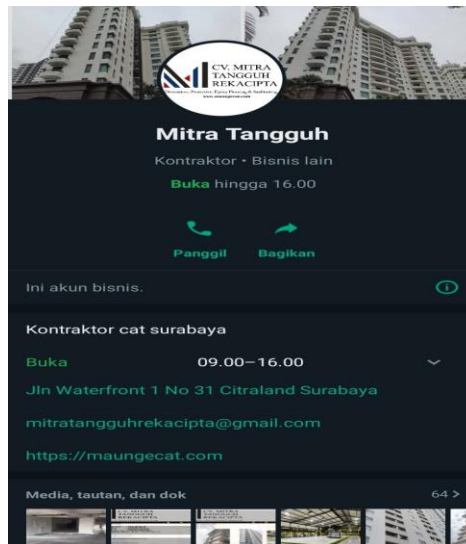 CV. MITRA
TANGGUH
REKACIPTA
Mitra Tangguh
Kontraktor • Bisnis lain
Buka hingga 16.00
Panggil Bagikan
Ini akun bisnis.
Kontraktor cat surabaya
Buka 09.00–16.00
Jln Waterfront 1 No 31 Citraland Surabaya
mitratangguhrekacipta@gmail.com
https://maungecat.com
Media, tautan, dan dok 64 >